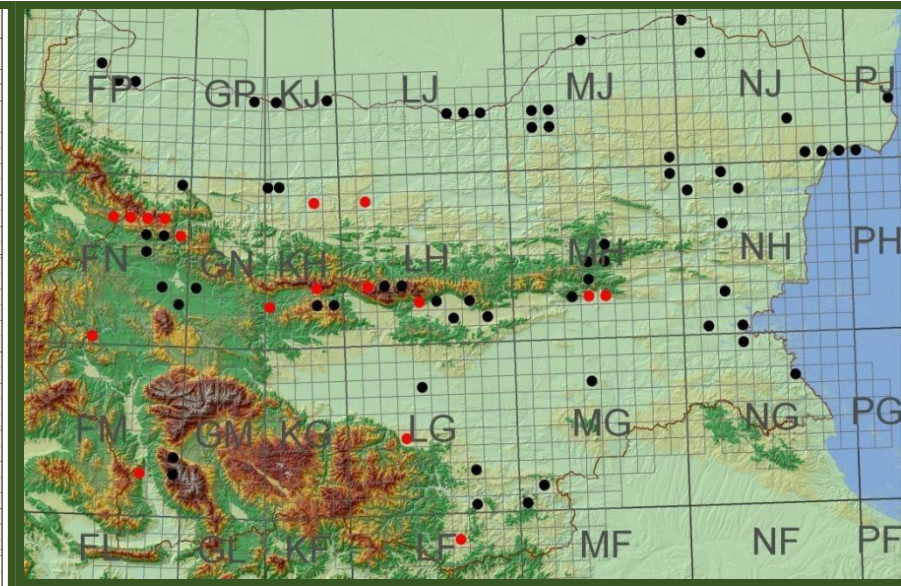 FP GP KJ LJ MJ NJ PJ
FN GN KH LH MH NH PH
FM GM KG LG MG NG PG
FL GL KF LF MF NF PF